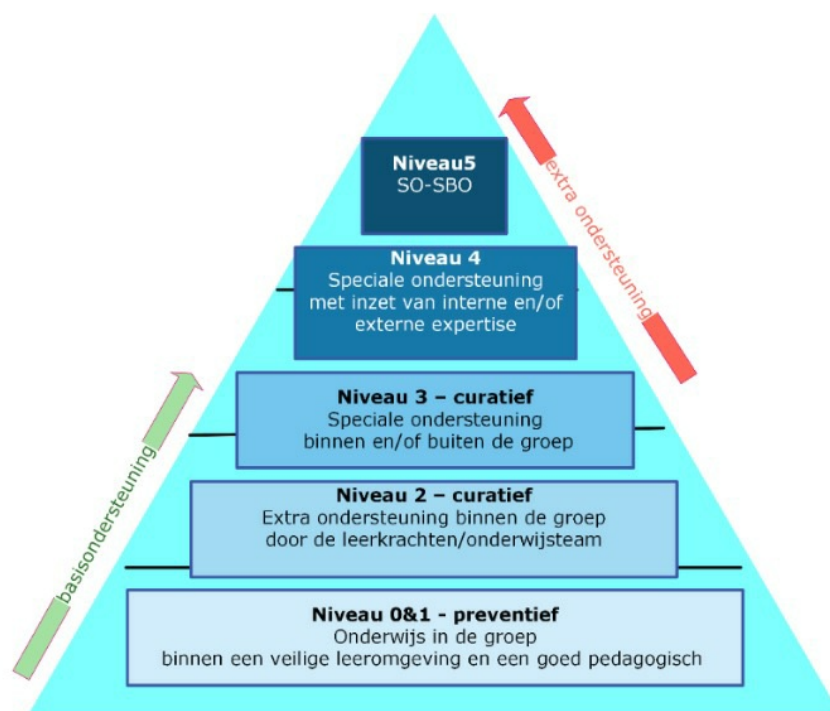 Niveau5
SO-SBO
Niveau 4
Speciale ondersteuning
met inzet van interne en/of
externe expertise
extra ondersteuning
Niveau 3 – curatief
Speciale ondersteuning
binnen en/of buiten de groep
Niveau 2 – curatief
Extra ondersteuning binnen de groep
door de leerkrachten/onderwijsteam
basisondersteuning
Niveau 0&1 - preventief
Onderwijs in de groep
binnen een veilige leeromgeving en een goed pedagogisch